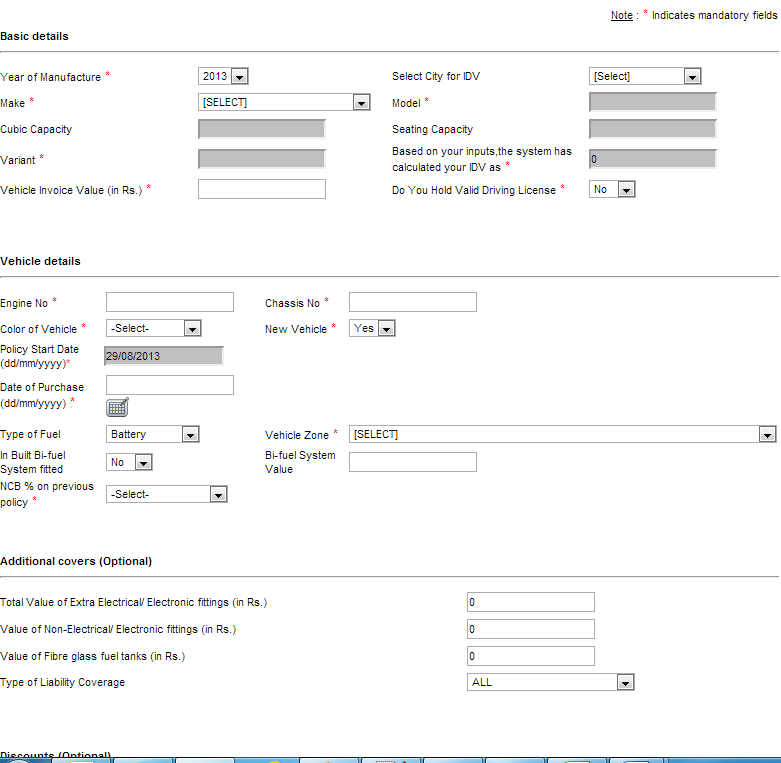 Note : * Indicates mandatory fields
Basic details
Year of Manufacture * 2013 Select City for IDV [Select]
Make * [SELECT] Model *
Cubic Capacity Seating Capacity
Variant * Based on your inputs,the system has
calculated your IDV as * 0
Vehicle Invoice Value (in Rs.) * Do You Hold Valid Driving License * No
Vehicle details
Engine No * Chassis No *
Color of Vehicle * -Select- New Vehicle * Yes
Policy Start Date
(dd/mm/yyyy)* 29/08/2013
Date of Purchase
(dd/mm/yyyy) *
Type of Fuel Battery Vehicle Zone * [SELECT]
In Built Bi-fuel
System fitted No Bi-fuel System
Value
NCB % on previous
policy * -Select-
Additional covers (Optional)
Total Value of Extra Electrical/ Electronic fittings (in Rs.) 0
Value of Non-Electrical/ Electronic fittings (in Rs.) 0
Value of Fibre glass fuel tanks (in Rs.) 0
Type of Liability Coverage ALL
Discounts (Optional)